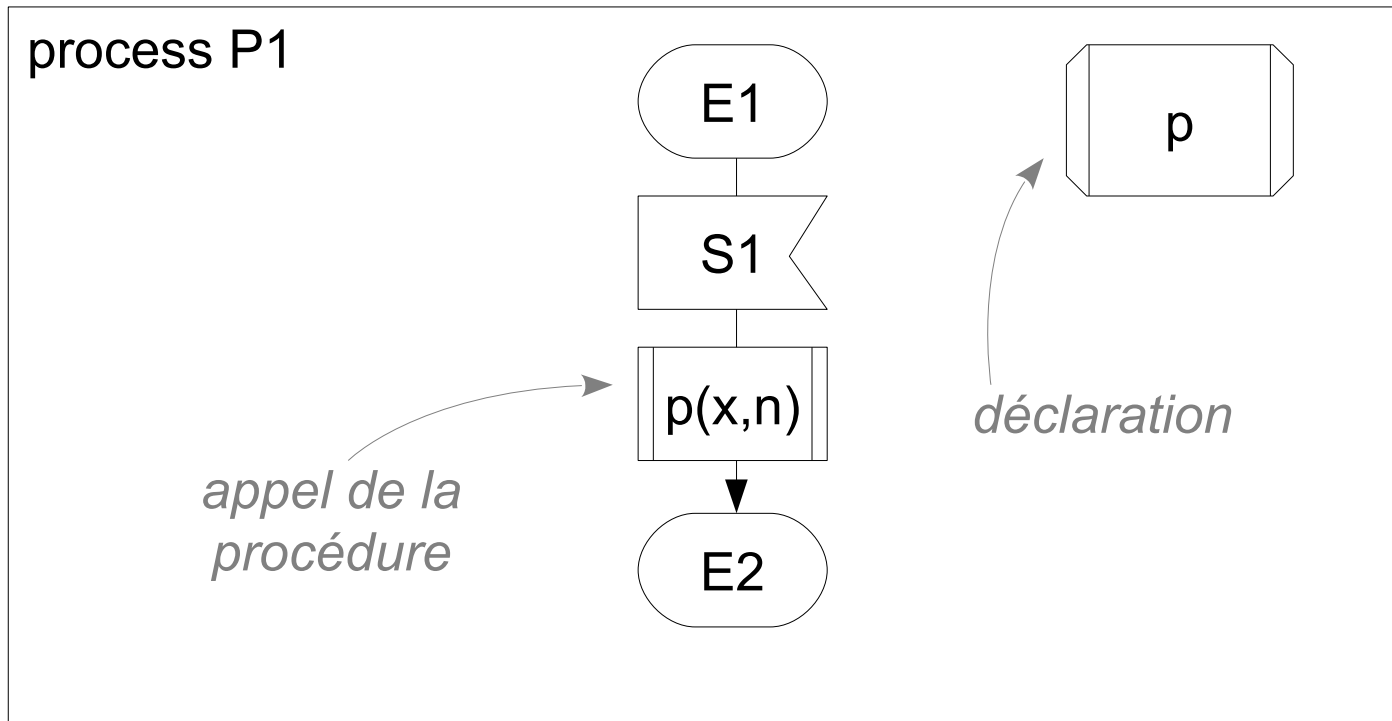 process P1
E1
p
S1
p(x,n)
déclaration
appel de la
procédure
E2